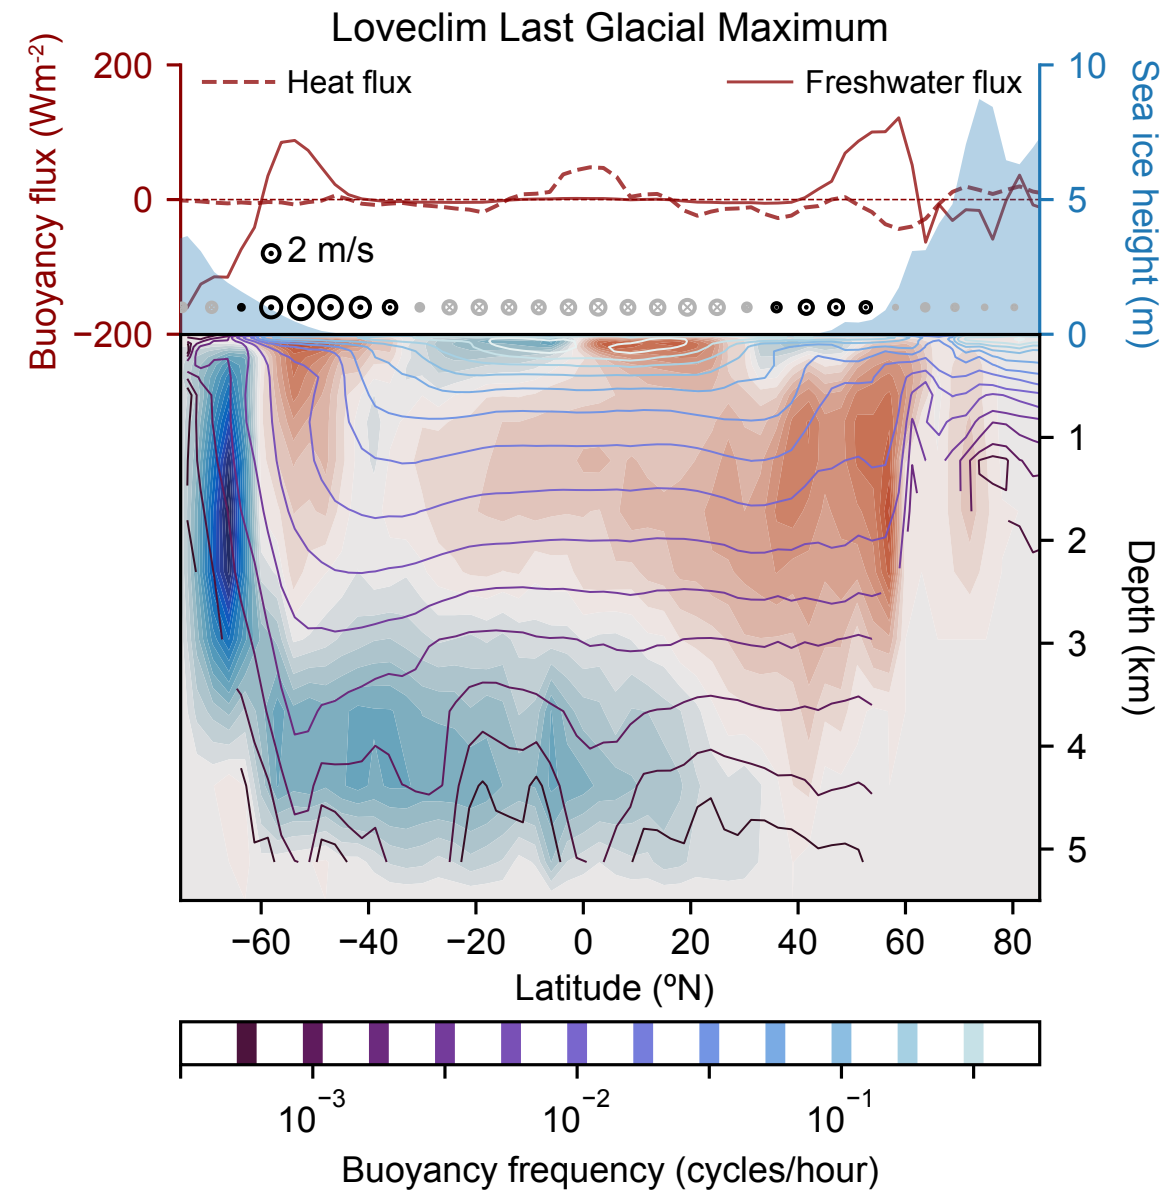 Loveclim Last Glacial Maximum
Buoyancy flux (Wm-2)
200
0
−200
Heat flux
Freshwater flux
2 m/s
10
5
0
Sea ice height (m)
1
2
3
4
5
Depth (km)
−60 −40 −20 0 20 40 60 80
Latitude (ºN)
10−3 10−2 10−1
Buoyancy frequency (cycles/hour)